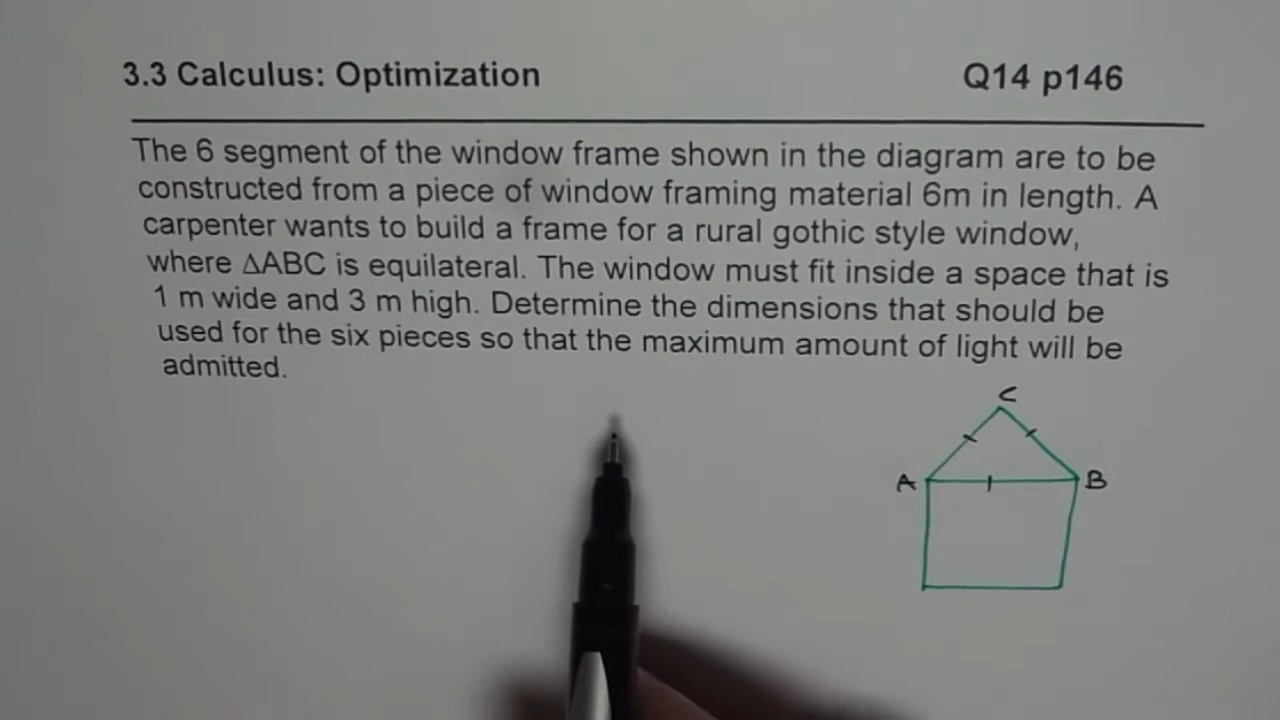 3.3 Calculus: Optimization Q14 p146
The 6 segment of the window frame shown in the diagram are to be
constructed from a piece of window framing material 6m in length. A
carpenter wants to build a frame for a rural gothic style window,
where ΔABC is equilateral. The window must fit inside a space that is
1 m wide and 3 m high. Determine the dimensions that should be
used for the six pieces so that the maximum amount of light will be
admitted.
C
A B